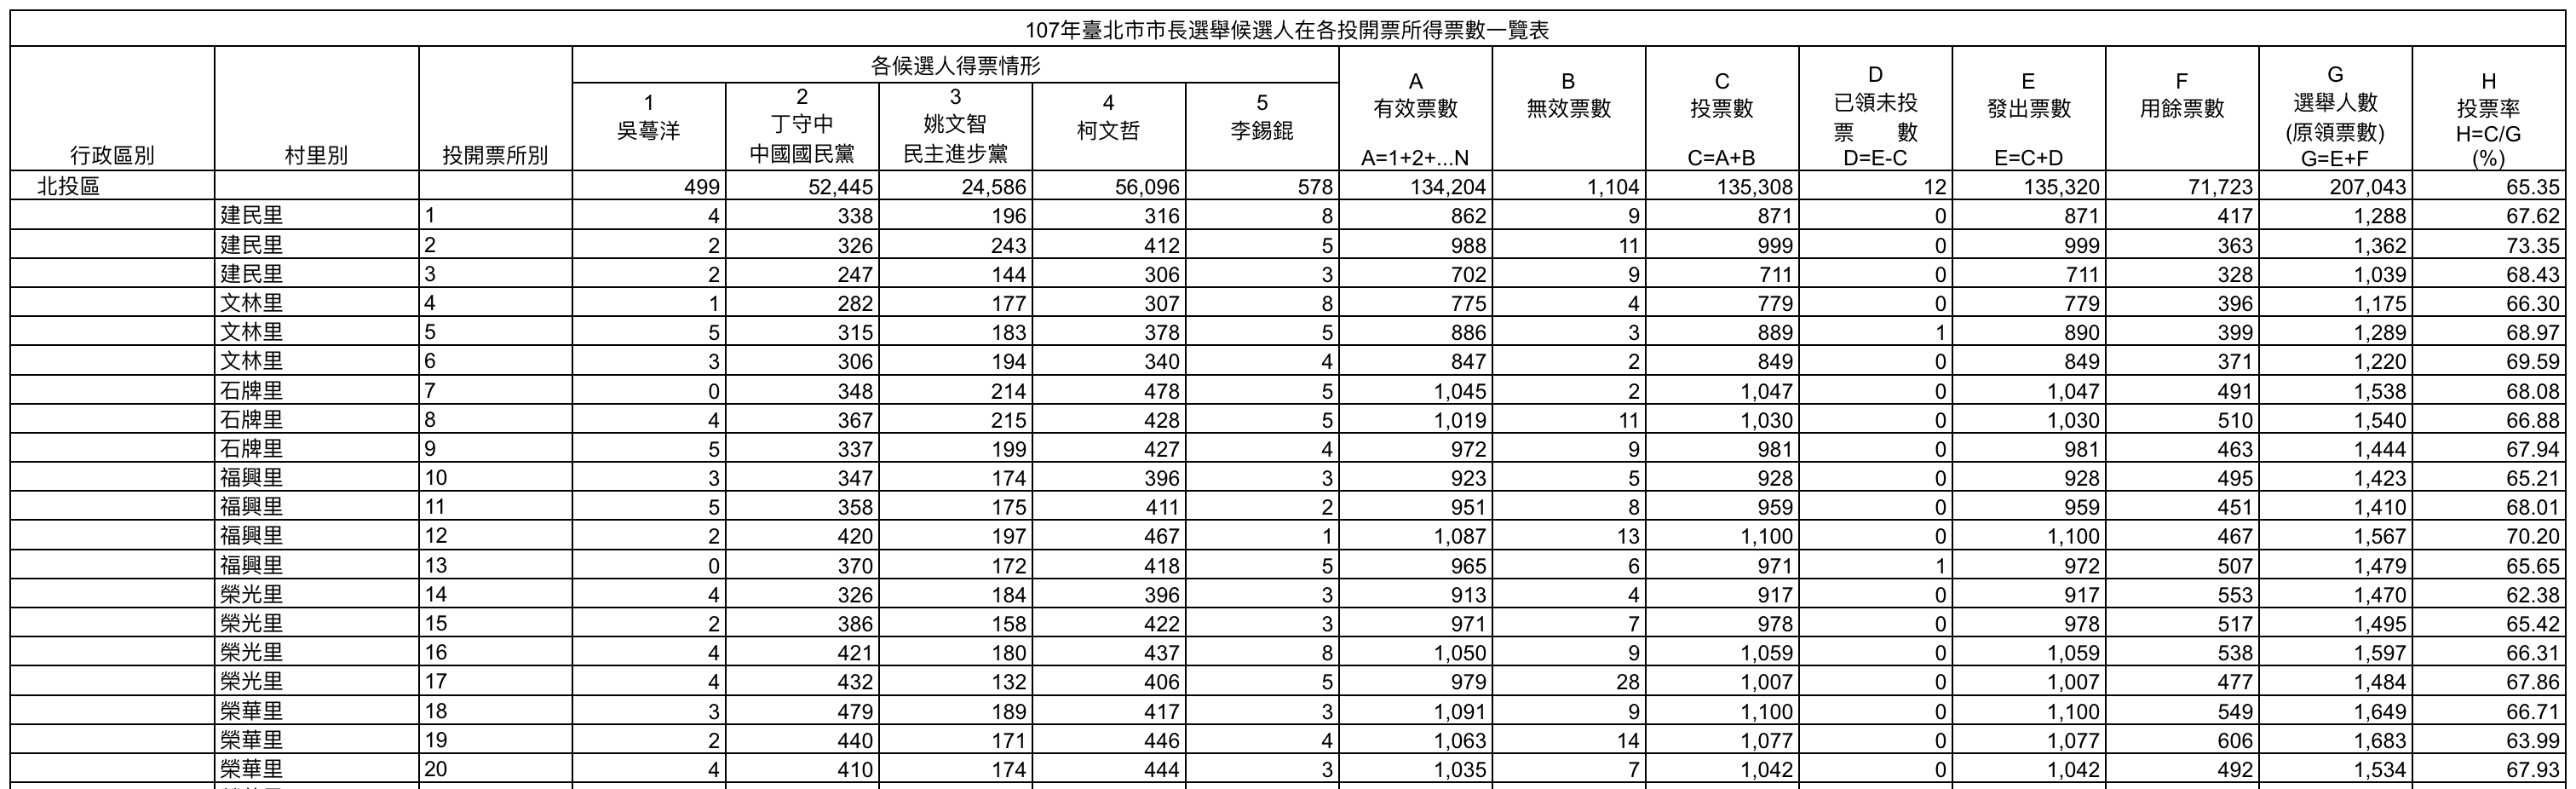 107年臺北市市長選舉候選人在各投開票所得票數一覽表
行政區別 村里別 投開票所別 各候選人得票情形 A 有效票數 A=1+2+...N B 無效票數 C 投票數 C=A+B D 已領未投票 數 D=E-C E 發出票數 E=C+D F 用餘票數 G 選舉人數 (原領票數) G=E+F H 投票率 H=C/G (%)
1 吳蕚洋 2 丁守中 中國國民黨 3 姚文智 民主進步黨 4 柯文哲 5 李錫錕
北投區 499 52,445 24,586 56,096 578 134,204 1,104 135,308 12 135,320 71,723 207,043 65.35
建民里 1 4 338 196 316 8 862 9 871 0 871 417 1,288 67.62
建民里 2 2 326 243 412 5 988 11 999 0 999 363 1,362 73.35
建民里 3 2 247 144 306 3 702 9 711 0 711 328 1,039 68.43
文林里 4 1 282 177 307 8 775 4 779 0 779 396 1,175 66.30
文林里 5 5 315 183 378 5 886 3 889 1 890 399 1,289 68.97
文林里 6 3 306 194 340 4 847 2 849 0 849 371 1,220 69.59
石牌里 7 0 348 214 478 5 1,045 2 1,047 0 1,047 491 1,538 68.08
石牌里 8 4 367 215 428 5 1,019 11 1,030 0 1,030 510 1,540 66.88
石牌里 9 5 337 199 427 4 972 9 981 0 981 463 1,444 67.94
福興里 10 3 347 174 396 3 923 5 928 0 928 495 1,423 65.21
福興里 11 5 358 175 411 2 951 8 959 0 959 451 1,410 68.01
福興里 12 2 420 197 467 1 1,087 13 1,100 0 1,100 467 1,567 70.20
福興里 13 0 370 172 418 5 965 6 971 1 972 507 1,479 65.65
榮光里 14 4 326 184 396 3 913 4 917 0 917 553 1,470 62.38
榮光里 15 2 386 158 422 3 971 7 978 0 978 517 1,495 65.42
榮光里 16 4 421 180 437 8 1,050 9 1,059 0 1,059 538 1,597 66.31
榮光里 17 4 432 132 406 5 979 28 1,007 0 1,007 477 1,484 67.86
榮華里 18 3 479 189 417 3 1,091 9 1,100 0 1,100 549 1,649 66.71
榮華里 19 2 440 171 446 4 1,063 14 1,077 0 1,077 606 1,683 63.99
榮華里 20 4 410 174 444 3 1,035 7 1,042 0 1,042 492 1,534 67.93